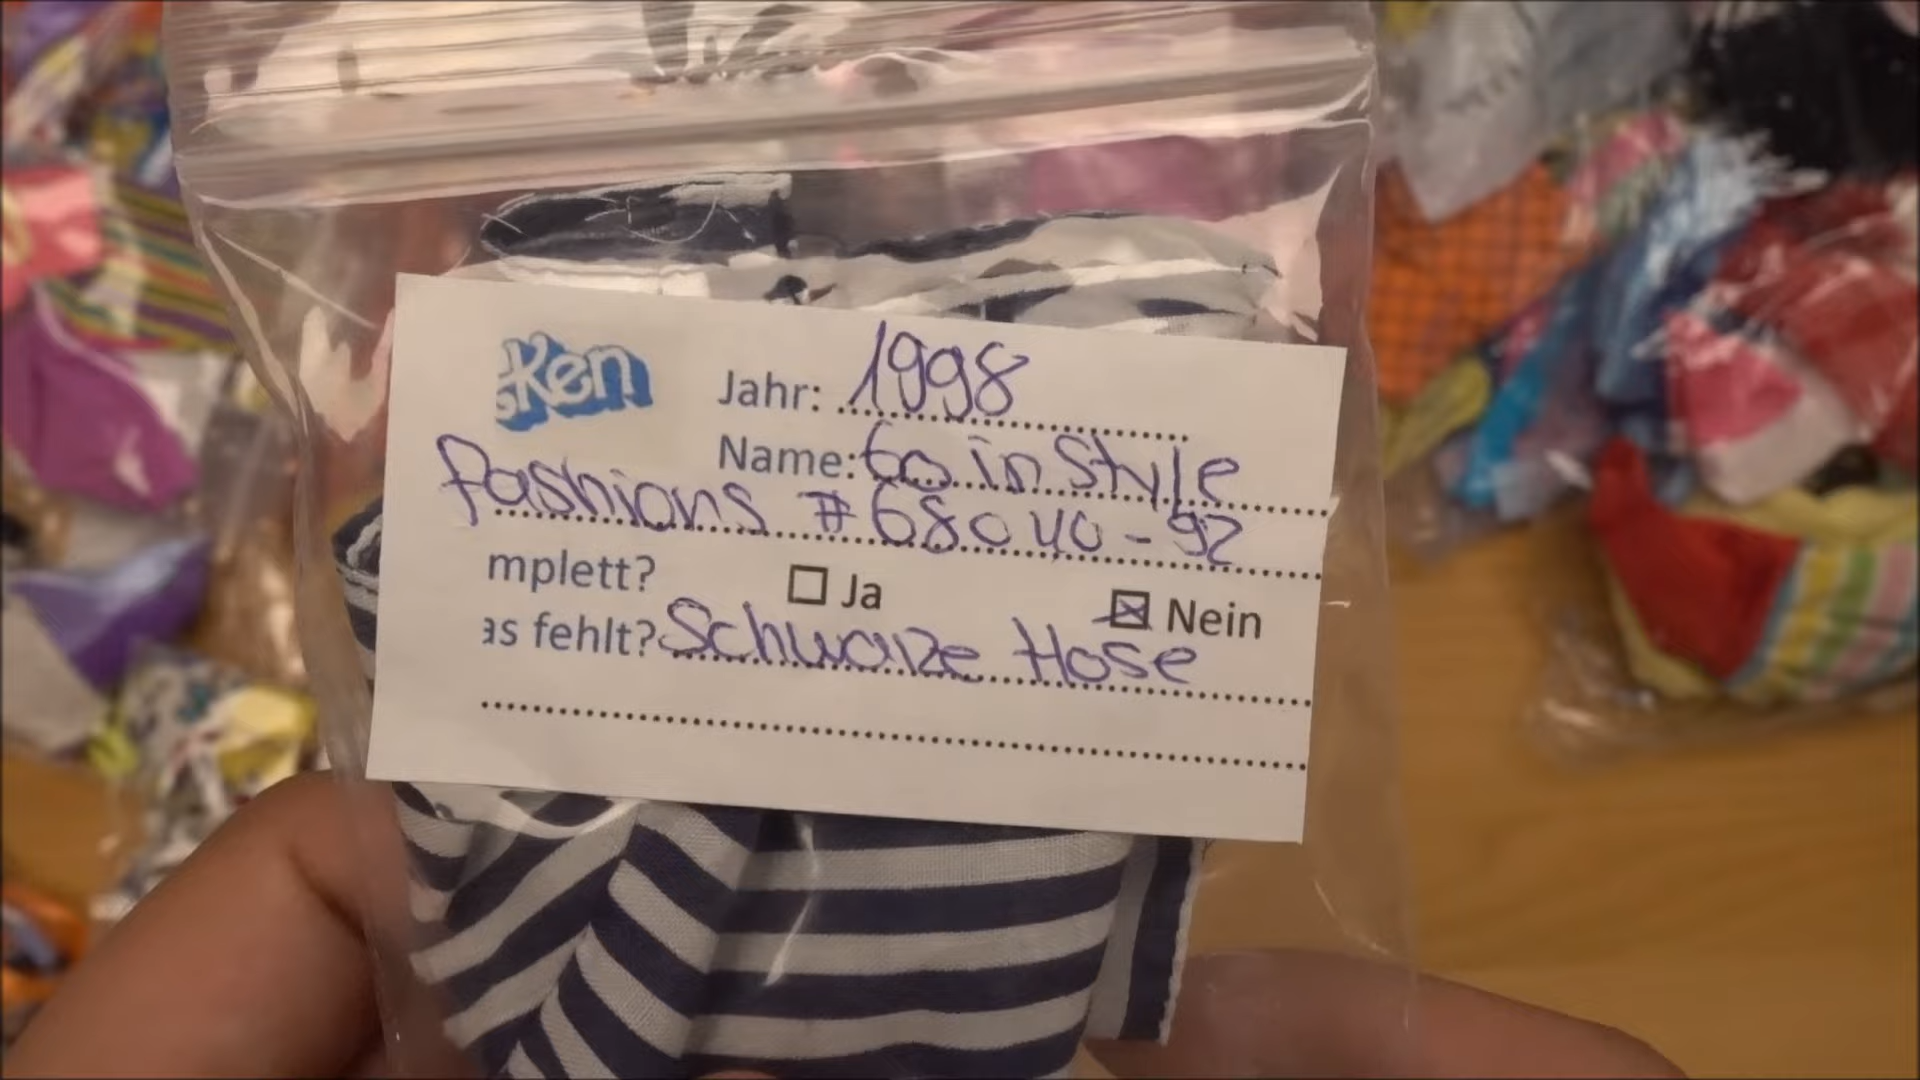 Ken
Jahr: 1998
Name: Go in Style
fashions #68040-92
mplett? Ja Nein
as fehlt? Schwarze Hose